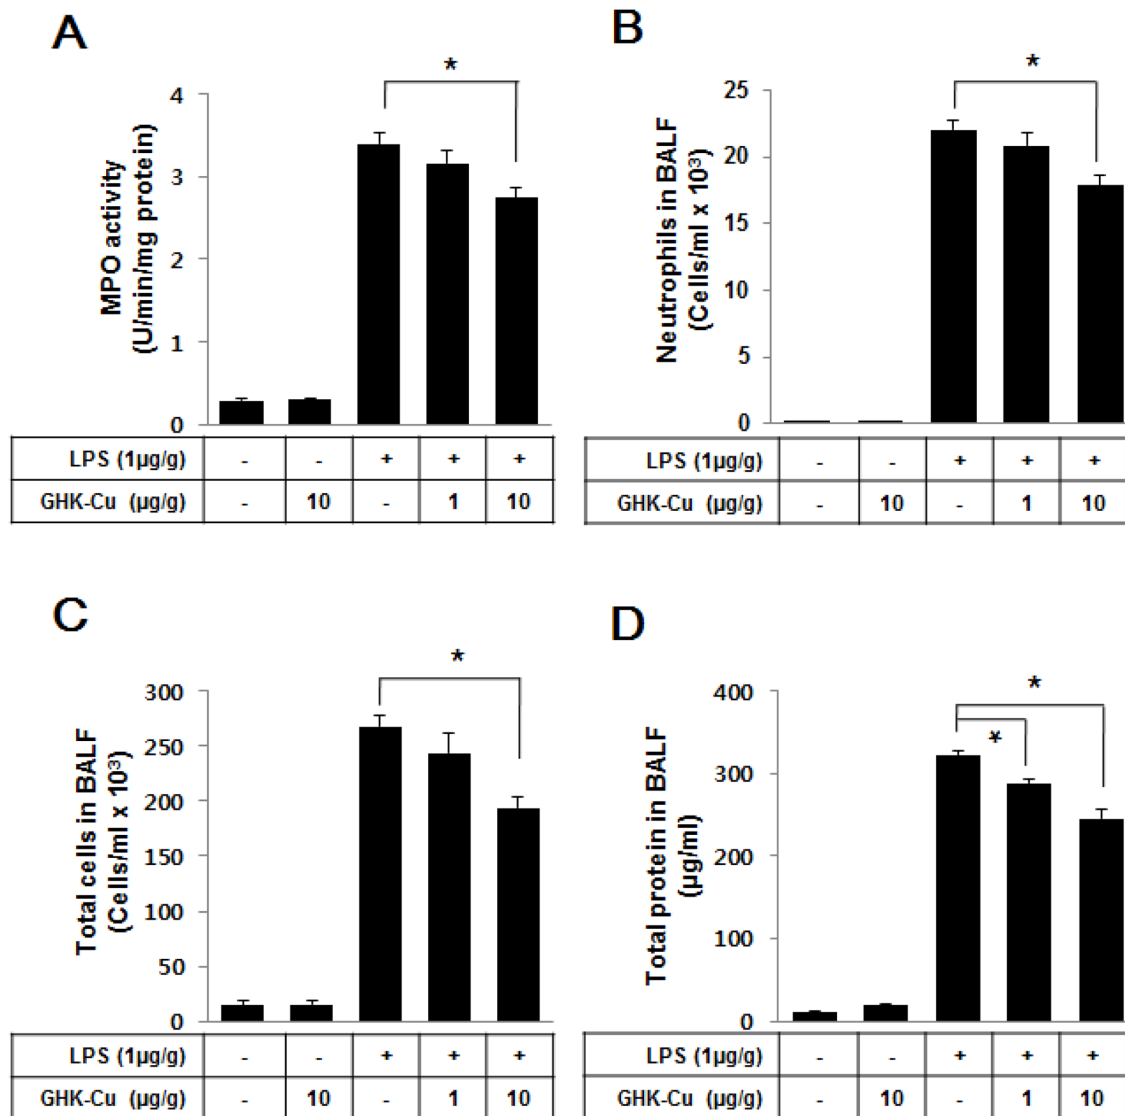 A
*
MPO activity
(U/min/mg protein)
4
3
2
1
0
LPS (1µg/g) - - + + +
GHK-Cu (µg/g) - 10 - 1 10
B
*
Neutrophils in BALF
(Cells/ml x 10³)
25
20
15
10
5
0
LPS (1µg/g) - - + + +
GHK-Cu (µg/g) - 10 - 1 10
C
*
Total cells in BALF
(Cells/ml x 10³)
300
250
200
150
100
50
0
LPS (1µg/g) - - + + +
GHK-Cu (µg/g) - 10 - 1 10
D
*
*
Total protein in BALF
(µg/ml)
400
300
200
100
0
LPS (1µg/g) - - + + +
GHK-Cu (µg/g) - 10 - 1 10